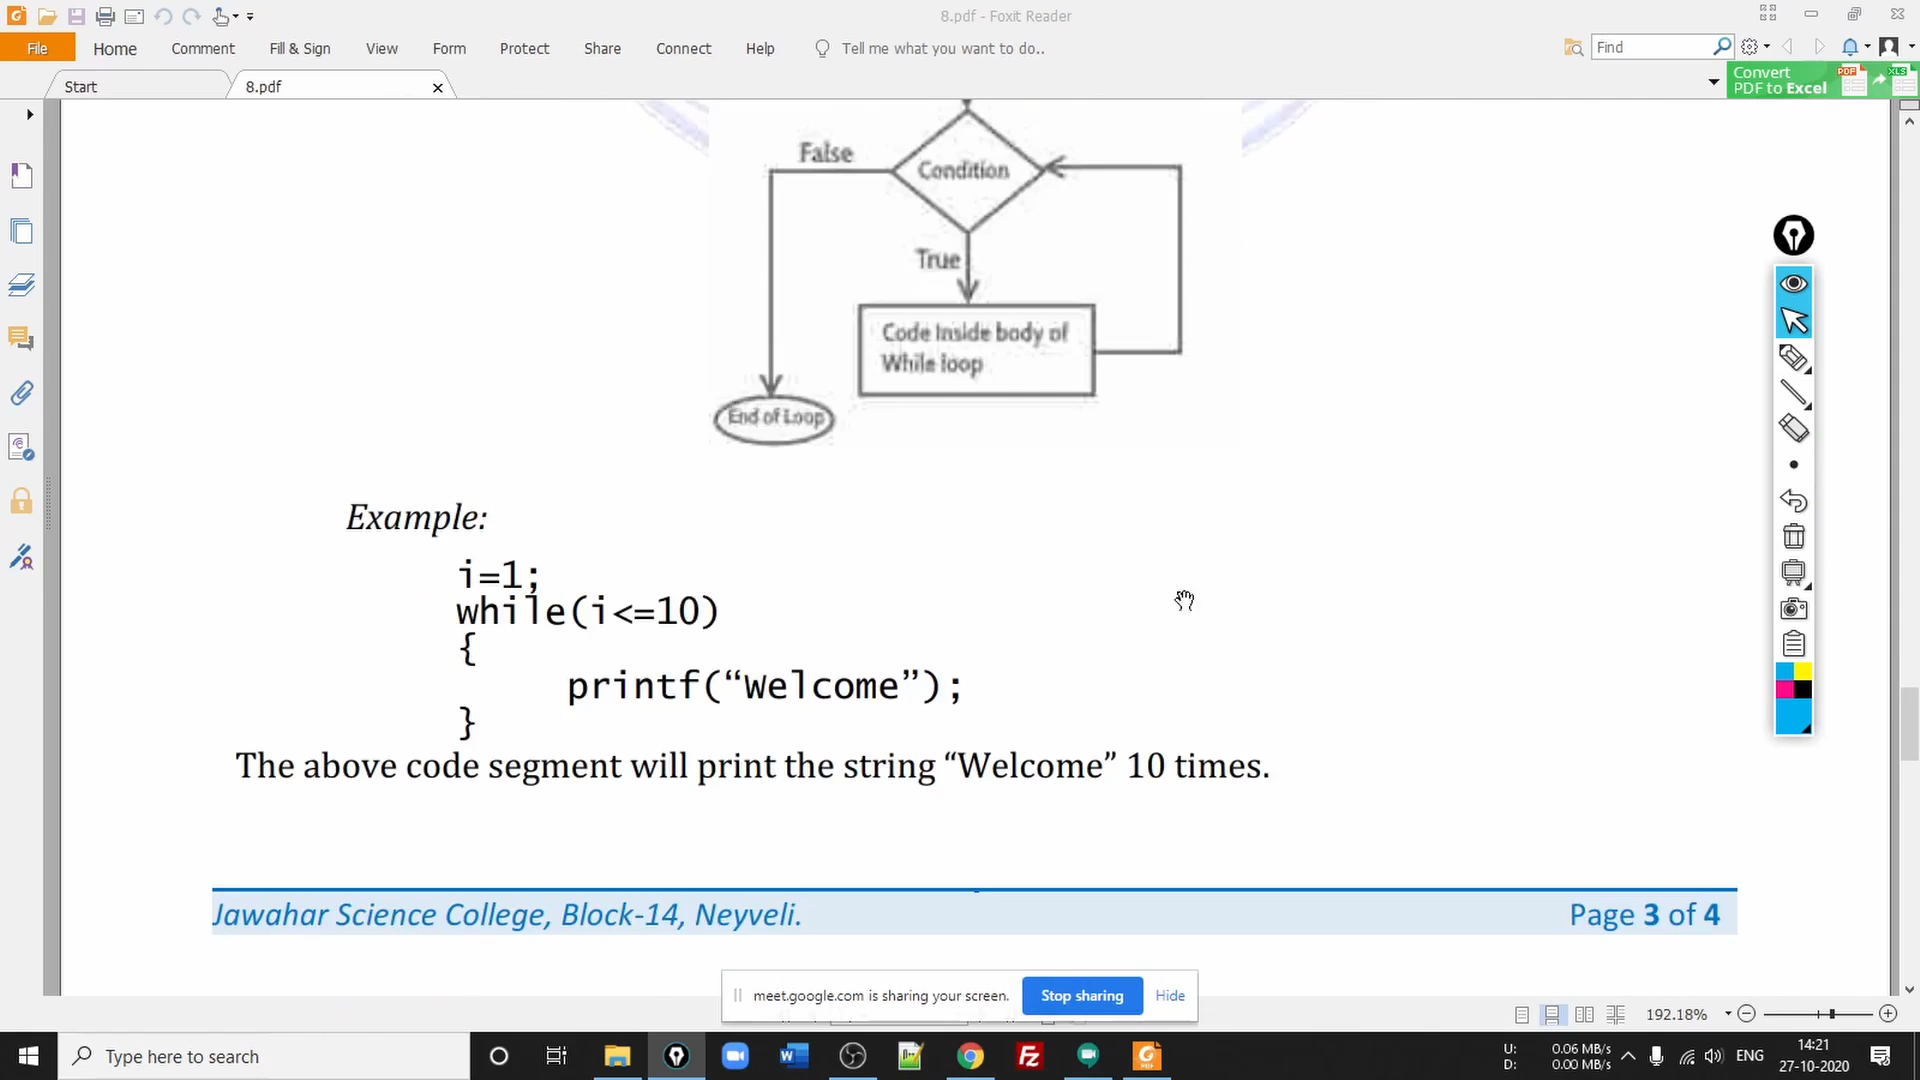 8.pdf - Foxit Reader
File Home Comment Fill & Sign View Form Protect Share Connect Help Tell me what you want to do..
Find
Start 8.pdf
Convert
PDF to Excel
PDF XLS
False
Condition
True
Code Inside body of
While loop
End of Loop
Example:
i=1;
while(i<=10)
{
printf(“Welcome”);
}
The above code segment will print the string “Welcome” 10 times.
Jawahar Science College, Block-14, Neyveli. Page 3 of 4
meet.google.com is sharing your screen. Stop sharing Hide
192.18%
Type here to search
U: 0.06 MB/s
D: 0.00 MB/s
ENG
14:21
27-10-2020